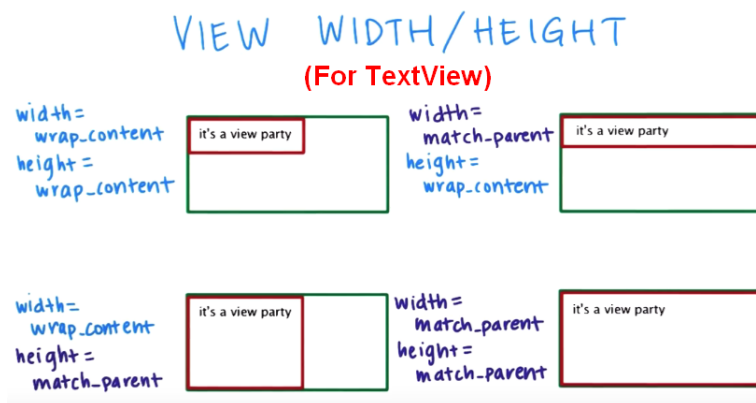 VIEW WIDTH/HEIGHT
(For TextView)
width=
wrap_content
height=
wrap_content
it's a view party
width=
match_parent
height=
wrap_content
it's a view party
width=
wrap_content
height=
match_parent
it's a view party
width=
match_parent
height=
match_parent
it's a view party